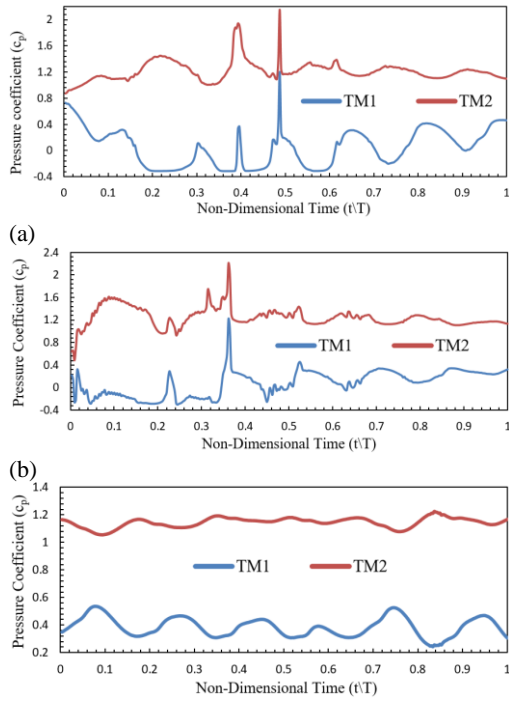 Pressure coefficient (cp)
2
1.6
1.2
0.8
0.4
0
-0.4
TM1 TM2
0 0.1 0.2 0.3 0.4 0.5 0.6 0.7 0.8 0.9 1
Non-Dimensional Time (t\T)
(a)
Pressure Coefficient (cp)
2.4
2
1.6
1.2
0.8
0.4
0
-0.4
TM1 TM2
0 0.1 0.2 0.3 0.4 0.5 0.6 0.7 0.8 0.9 1
Non-Dimensional Time (t\T)
(b)
Pressure Coefficient (cp)
1.4
1.2
1
0.8
0.6
0.4
0.2
TM1 TM2
0 0.1 0.2 0.3 0.4 0.5 0.6 0.7 0.8 0.9 1
Non-Dimensional Time (t\T)